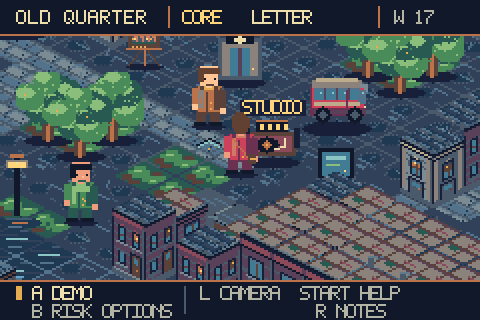 OLD QUARTER CORE LETTER W 17
STUDIO
A DEMO L CAMERA START HELP
B RISK OPTIONS R NOTES